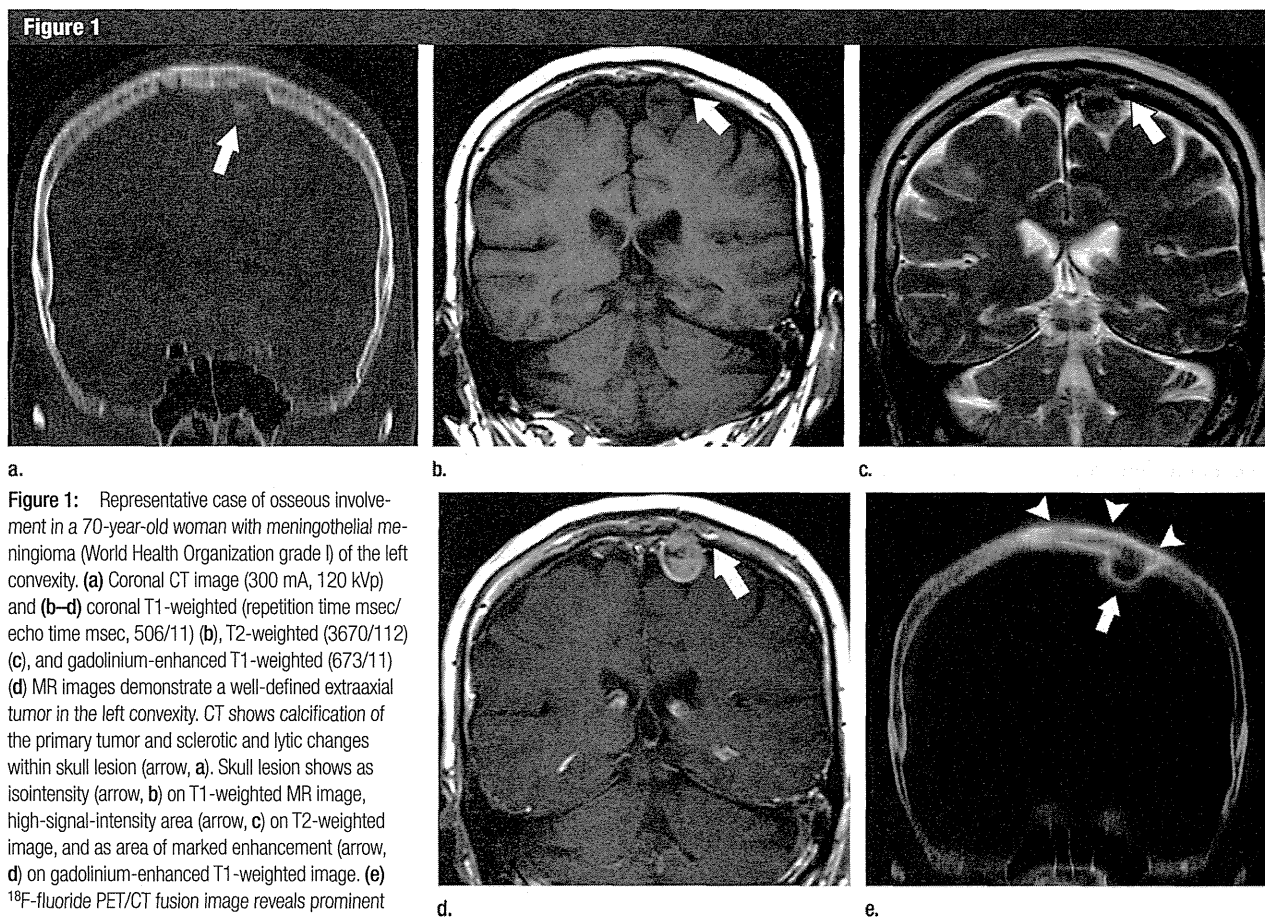 Figure 1
a.
b.
c.
Figure 1: Representative case of osseous involve-
ment in a 70-year-old woman with meningothelial me-
ningioma (World Health Organization grade I) of the left
convexity. (a) Coronal CT image (300 mA, 120 kVp)
and (b–d) coronal T1-weighted (repetition time msec/
echo time msec, 506/11) (b), T2-weighted (3670/112)
(c), and gadolinium-enhanced T1-weighted (673/11)
(d) MR images demonstrate a well-defined extraaxial
tumor in the left convexity. CT shows calcification of
the primary tumor and sclerotic and lytic changes
within skull lesion (arrow, a). Skull lesion shows as
isointensity (arrow, b) on T1-weighted MR image,
high-signal-intensity area (arrow, c) on T2-weighted
image, and as area of marked enhancement (arrow,
d) on gadolinium-enhanced T1-weighted image. (e)
¹⁸F-fluoride PET/CT fusion image reveals prominent
d.
e.